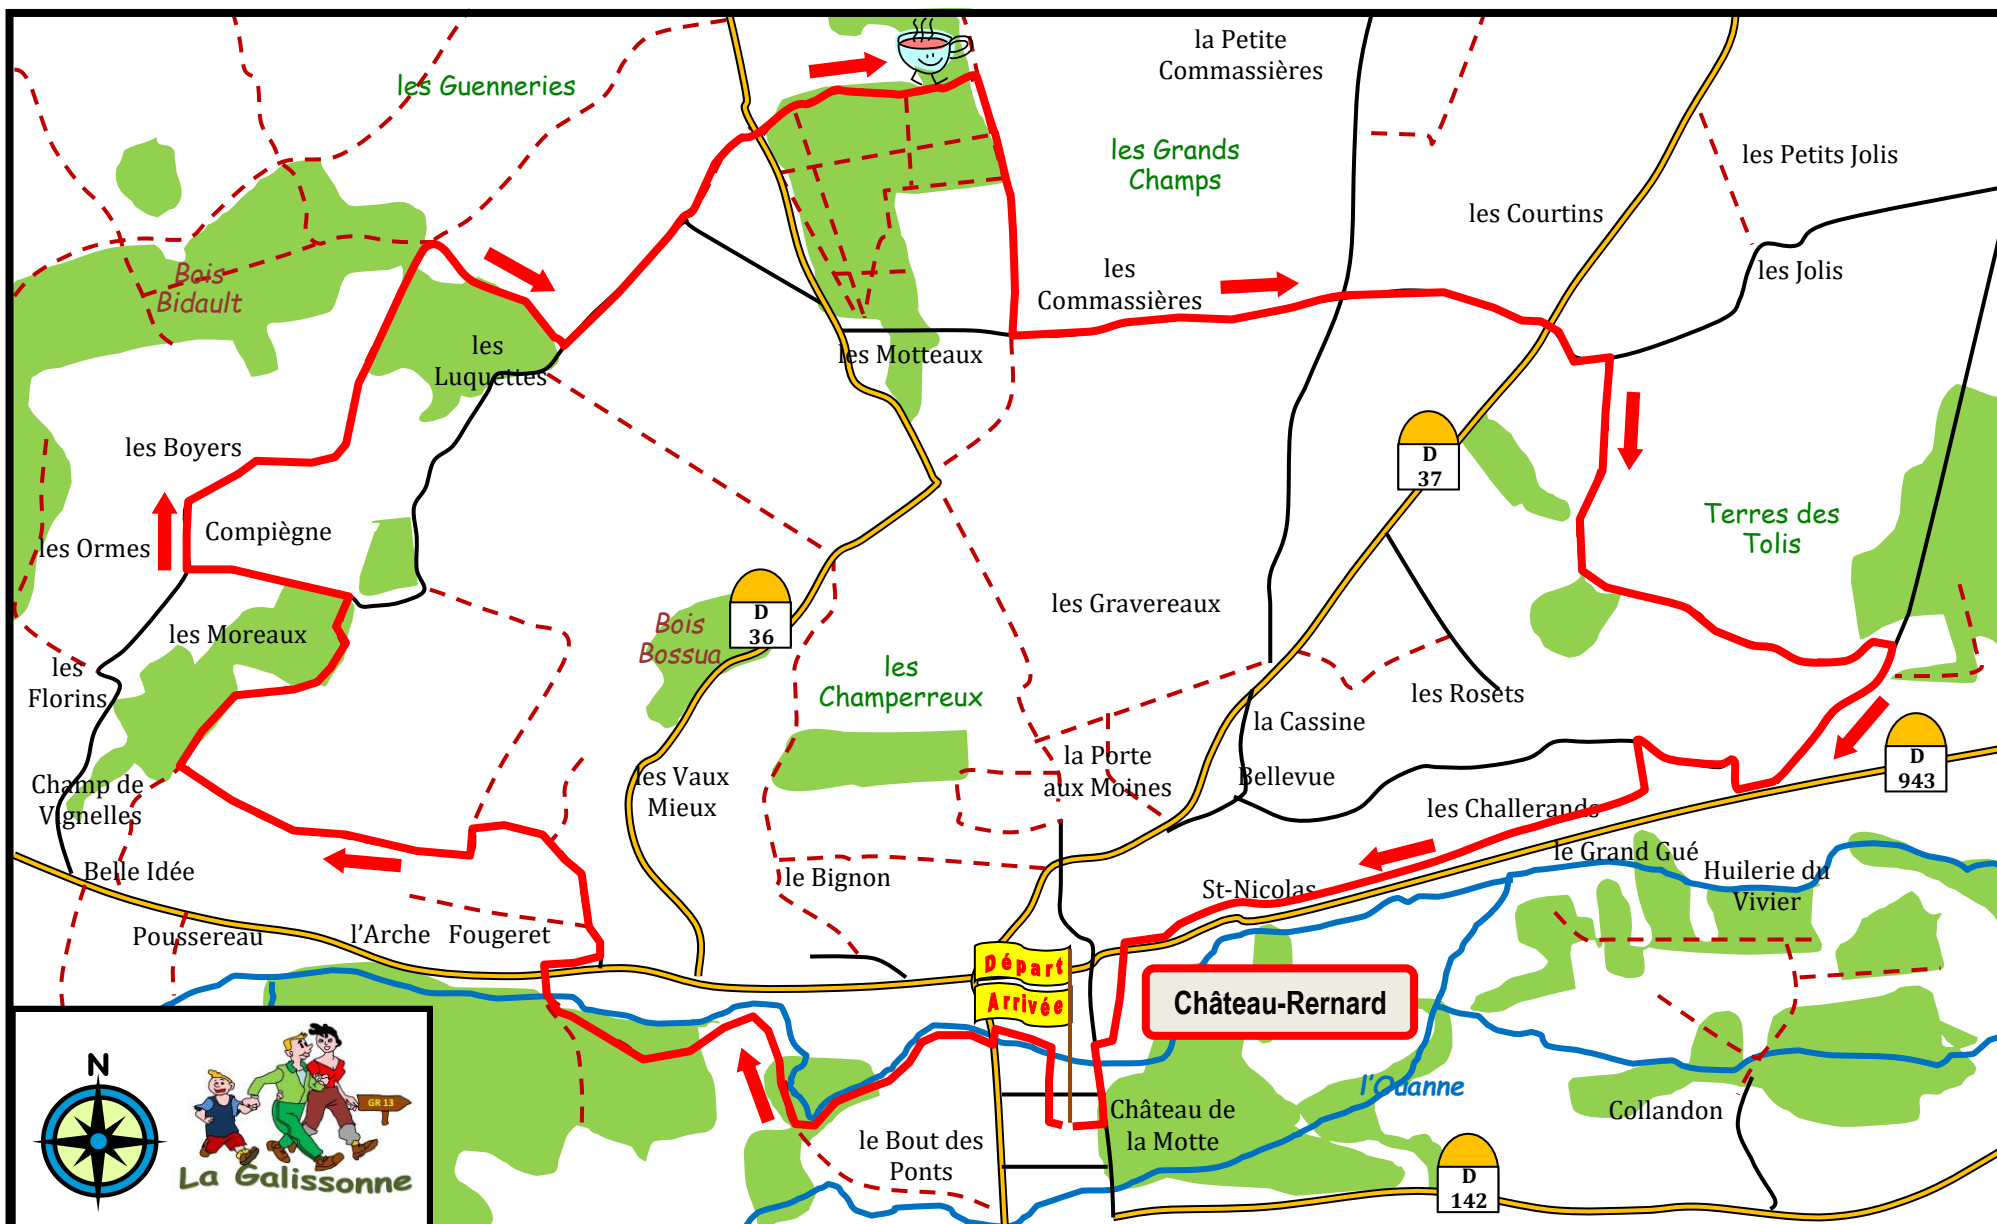 la Petite
Commassières
les Guenneries
les Grands
Champs
les Petits Jolis
les Courtins
les Jolis
Bois
Bidault
les
Commassières
les
Luquettes
les Motteaux
les Boyers
D
37
Compiègne
les Ormes
Terres des
Tolis
les Moreaux
Bois
Bossua
D
36
les Gravereaux
les
Florins
les
Champerreux
les Rosets
la Cassine
la Porte
aux Moines
Bellevue
D
943
Champ de
Vignelles
les Vaux
Mieux
les Challerands
le Grand Gué
Belle Idée
le Bignon
St-Nicolas
Huilerie du
Vivier
Poussereau
l'Arche
Fougeret
Départ
Arrivée
Château-Rernard
N
GR 13
La Galissonne
l'Ouanne
Château de
la Motte
Collandon
le Bout des
Ponts
D
142